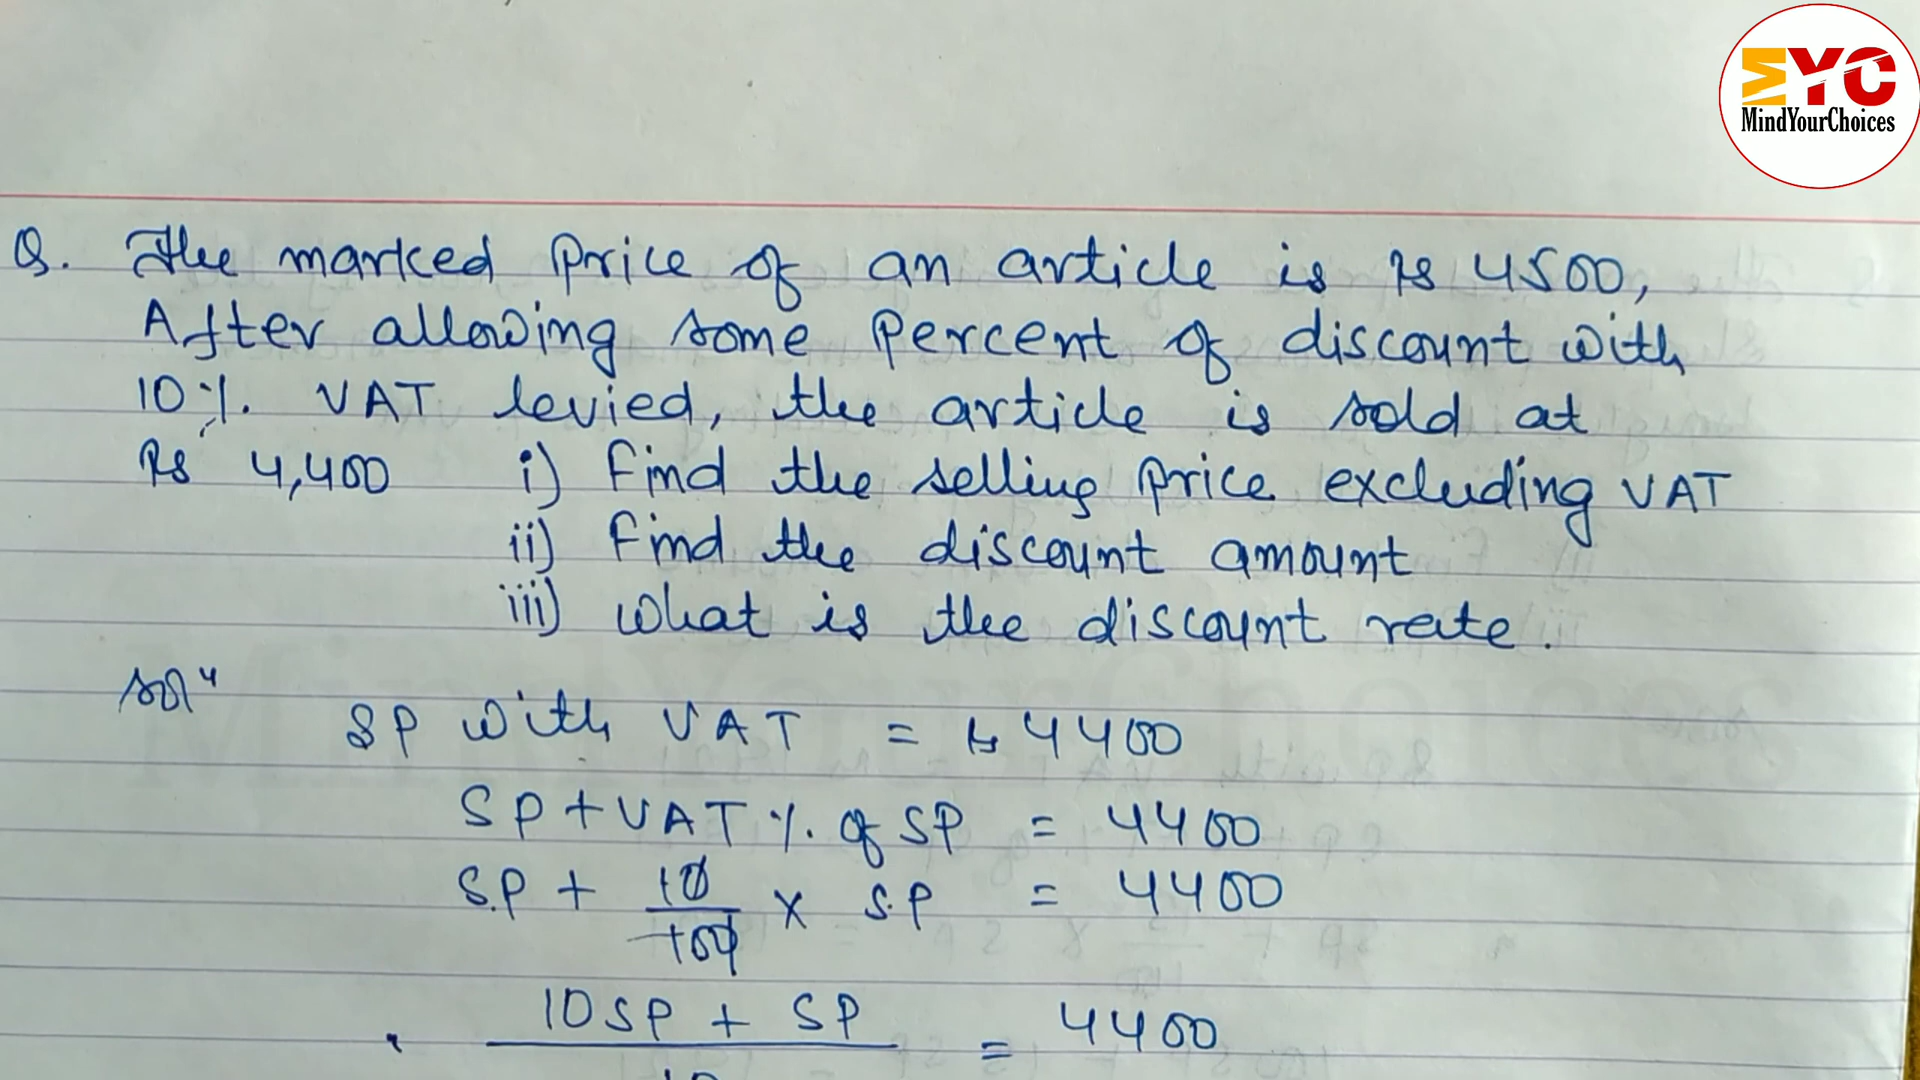 MYC
MindYourChoices
Q. The marked price of an article is Rs 4500,
After allowing some percent of discount with
10%. VAT levied, the article is sold at
Rs 4,400 i) Find the selling price excluding VAT
ii) Find the discount amount
iii) What is the discount rate.
Solⁿ
SP with VAT = Rs 4400
SP + VAT %. of SP = 4400
S.P + 10/100 × S.P = 4400
10SP + SP / 10 = 4400